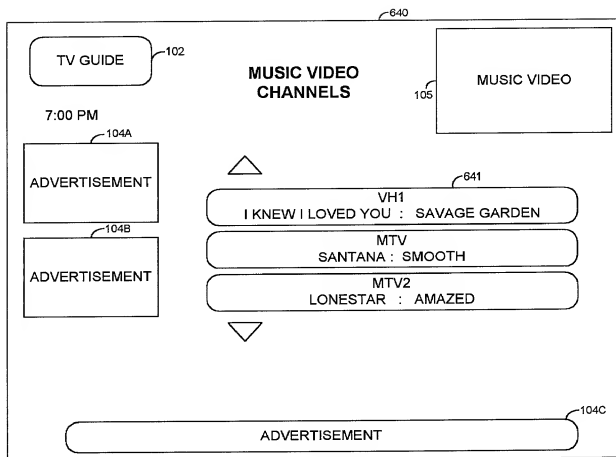 640
TV GUIDE
102
MUSIC VIDEO
CHANNELS
105
MUSIC VIDEO
7:00 PM
104A
ADVERTISEMENT
641
VH1
I KNEW I LOVED YOU : SAVAGE GARDEN
104B
ADVERTISEMENT
MTV
SANTANA : SMOOTH
MTV2
LONESTAR : AMAZED
104C
ADVERTISEMENT